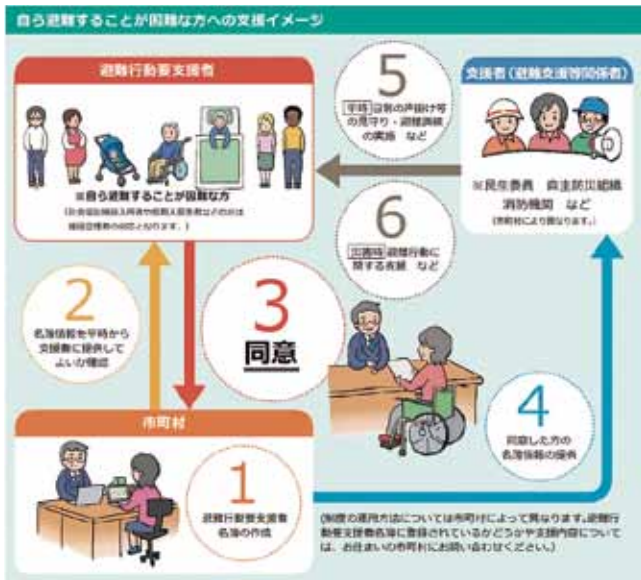 自ら避難することが困難な方への支援イメージ
避難行動要支援者
※自ら避難することが困難な方
5
平時 日頃の声掛け等
の見守り・避難訓練
の実施 など
支援者(避難支援等関係者)
※民生委員 自主防災組織
消防機関 など
(市町村により異なります。)
6
災害時 避難行動に
関する支援 など
2
名簿情報を平時から
支援者に提供して
よいか確認
3
同意
市町村
1
避難行動要支援者
名簿の作成
4
同意した方の
名簿情報の提供
(制度の運用方法については市町村によって異なります。避難行
動要支援者名簿に登録されているかどうかや支援内容について
は、お住まいの市町村にお問い合わせください。)